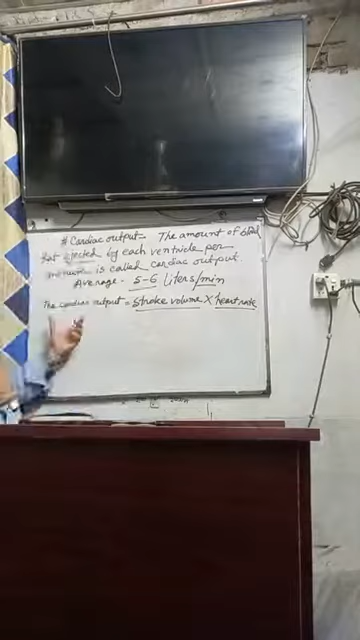 # Cardiac output - The amount of blood
that ejected by each ventricle per
minute is called cardiac output.
Average - 5-6 liters/min
The cardiac output = stroke volume X heart rate